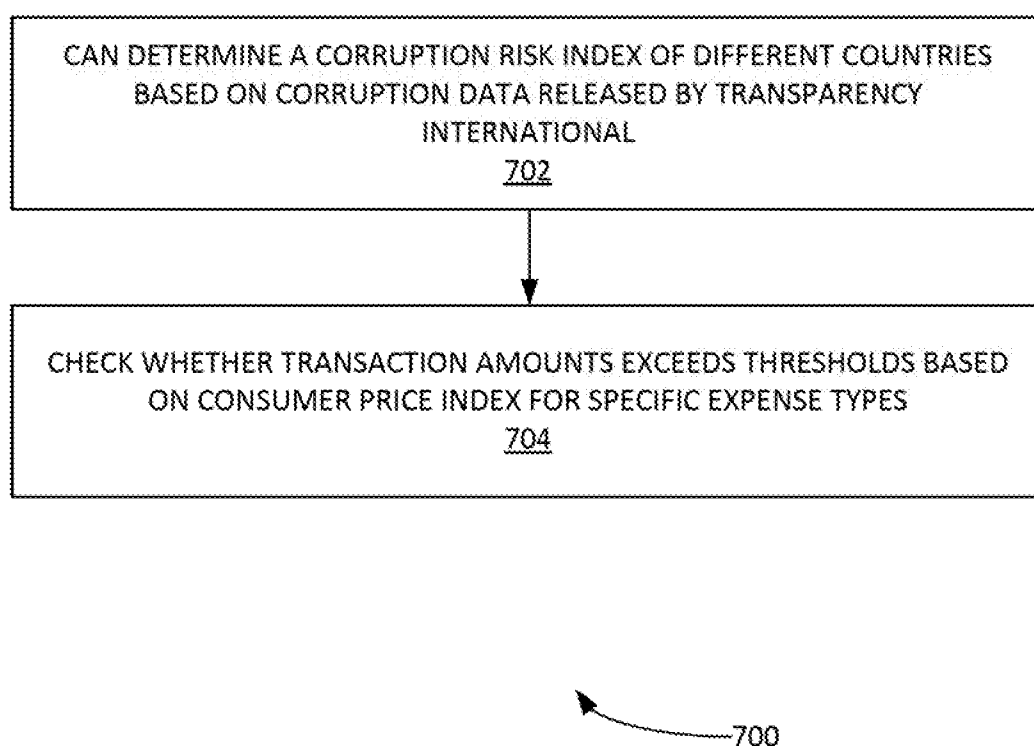 CAN DETERMINE A CORRUPTION RISK INDEX OF DIFFERENT COUNTRIES
BASED ON CORRUPTION DATA RELEASED BY TRANSPARENCY
INTERNATIONAL
702
CHECK WHETHER TRANSACTION AMOUNTS EXCEEDS THRESHOLDS BASED
ON CONSUMER PRICE INDEX FOR SPECIFIC EXPENSE TYPES
704
700